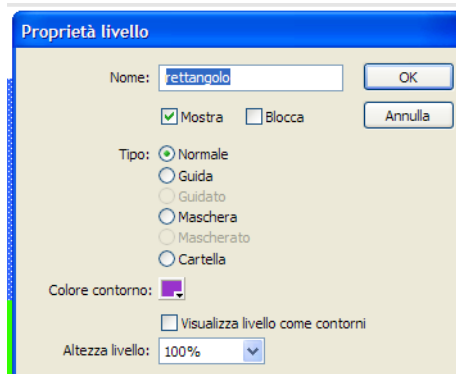 Proprietà livello
Nome: rettangolo OK
Mostra Blocca Annulla
Tipo: Normale
Guida
Guidato
Maschera
Mascherato
Cartella
Colore contorno:
Visualizza livello come contorni
Altezza livello: 100%